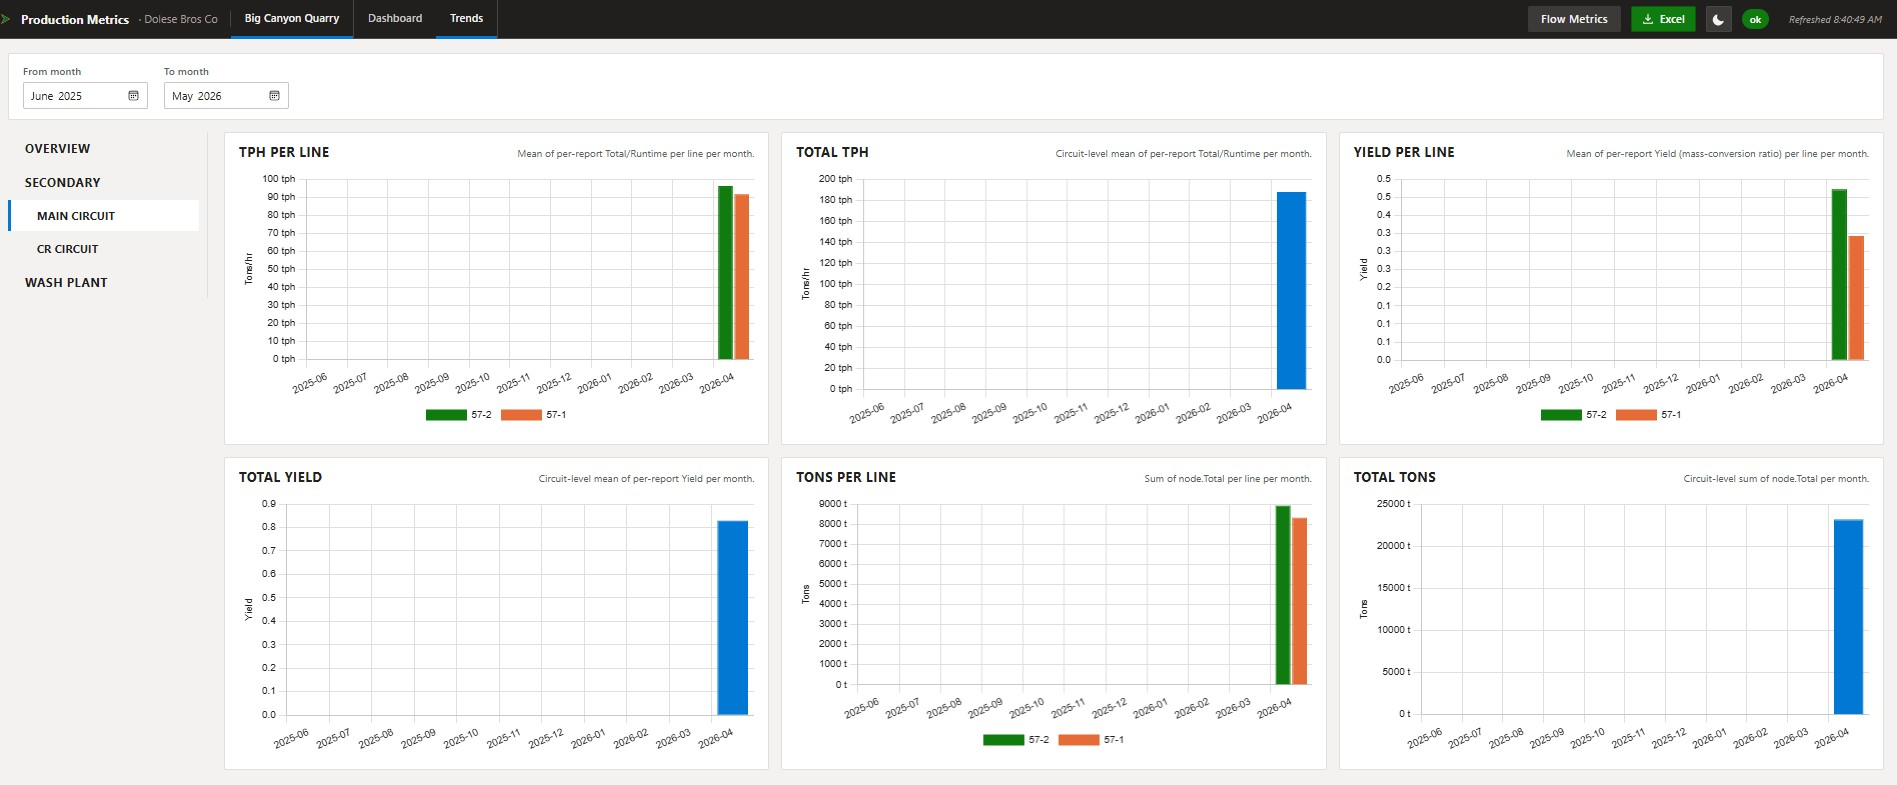 Production Metrics · Dolese Bros Co Big Canyon Quarry Dashboard Trends Flow Metrics Excel ok Refreshed 8:40:49 AM
From month To month
June 2025 May 2026
OVERVIEW
SECONDARY
MAIN CIRCUIT
CR CIRCUIT
WASH PLANT
TPH PER LINE Mean of per-report Total/Runtime per line per month.
100 tph
90 tph
80 tph
70 tph
60 tph
50 tph
40 tph
30 tph
20 tph
10 tph
0 tph
Tons/hr
2025-06 2025-07 2025-08 2025-09 2025-10 2025-11 2025-12 2026-01 2026-02 2026-03 2026-04
57-2 57-1
TOTAL TPH Circuit-level mean of per-report Total/Runtime per month.
200 tph
180 tph
160 tph
140 tph
120 tph
100 tph
80 tph
60 tph
40 tph
20 tph
0 tph
Tons/hr
2025-06 2025-07 2025-08 2025-09 2025-10 2025-11 2025-12 2026-01 2026-02 2026-03 2026-04
YIELD PER LINE Mean of per-report Yield (mass-conversion ratio) per line per month.
0.5
0.5
0.4
0.3
0.3
0.3
0.2
0.1
0.1
0.1
0.0
Yield
2025-06 2025-07 2025-08 2025-09 2025-10 2025-11 2025-12 2026-01 2026-02 2026-03 2026-04
57-2 57-1
TOTAL YIELD Circuit-level mean of per-report Yield per month.
0.9
0.8
0.7
0.6
0.5
0.4
0.3
0.2
0.1
0.0
Yield
2025-06 2025-07 2025-08 2025-09 2025-10 2025-11 2025-12 2026-01 2026-02 2026-03 2026-04
TONS PER LINE Sum of node.Total per line per month.
9000 t
8000 t
7000 t
6000 t
5000 t
4000 t
3000 t
2000 t
1000 t
0 t
Tons
2025-06 2025-07 2025-08 2025-09 2025-10 2025-11 2025-12 2026-01 2026-02 2026-03 2026-04
57-2 57-1
TOTAL TONS Circuit-level sum of node.Total per month.
25000 t
20000 t
15000 t
10000 t
5000 t
0 t
Tons
2025-06 2025-07 2025-08 2025-09 2025-10 2025-11 2025-12 2026-01 2026-02 2026-03 2026-04